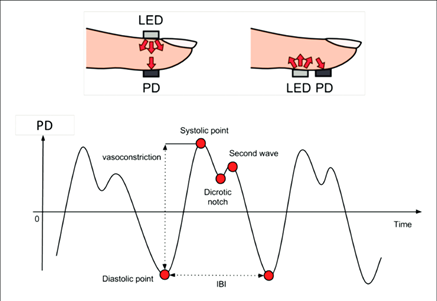 LED
PD
LED PD
PD
Systolic point
vasoconstriction
Second wave
Dicrotic
notch
0
Time
Diastolic point
IBI